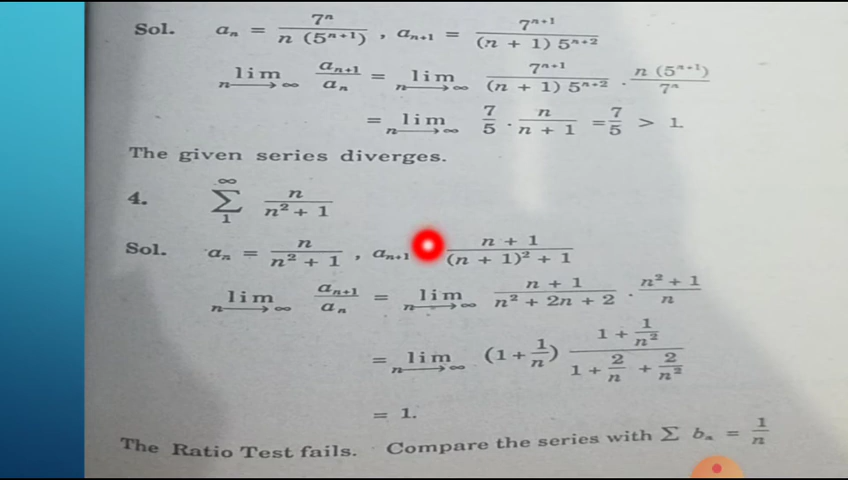 Sol. aₙ = 7ⁿ / n (5ⁿ⁺¹) , aₙ₊₁ = 7ⁿ⁺¹ / (n + 1) 5ⁿ⁺²
lim n→∞ aₙ₊₁ / aₙ = lim n→∞ 7ⁿ⁺¹ / (n + 1) 5ⁿ⁺² · n (5ⁿ⁺¹) / 7ⁿ
= lim n→∞ 7/5 · n / n + 1 = 7/5 > 1
The given series diverges.
4. ∑₁^∞ n / n² + 1
Sol. aₙ = n / n² + 1 , aₙ₊₁ n + 1 / (n + 1)² + 1
lim n→∞ aₙ₊₁ / aₙ = lim n→∞ n + 1 / n² + 2n + 2 · n² + 1 / n
= lim n→∞ (1 + 1/n) 1 + 1/n² / 1 + 2/n + 2/n²
= 1.
The Ratio Test fails. Compare the series with Σ bₙ = 1/n